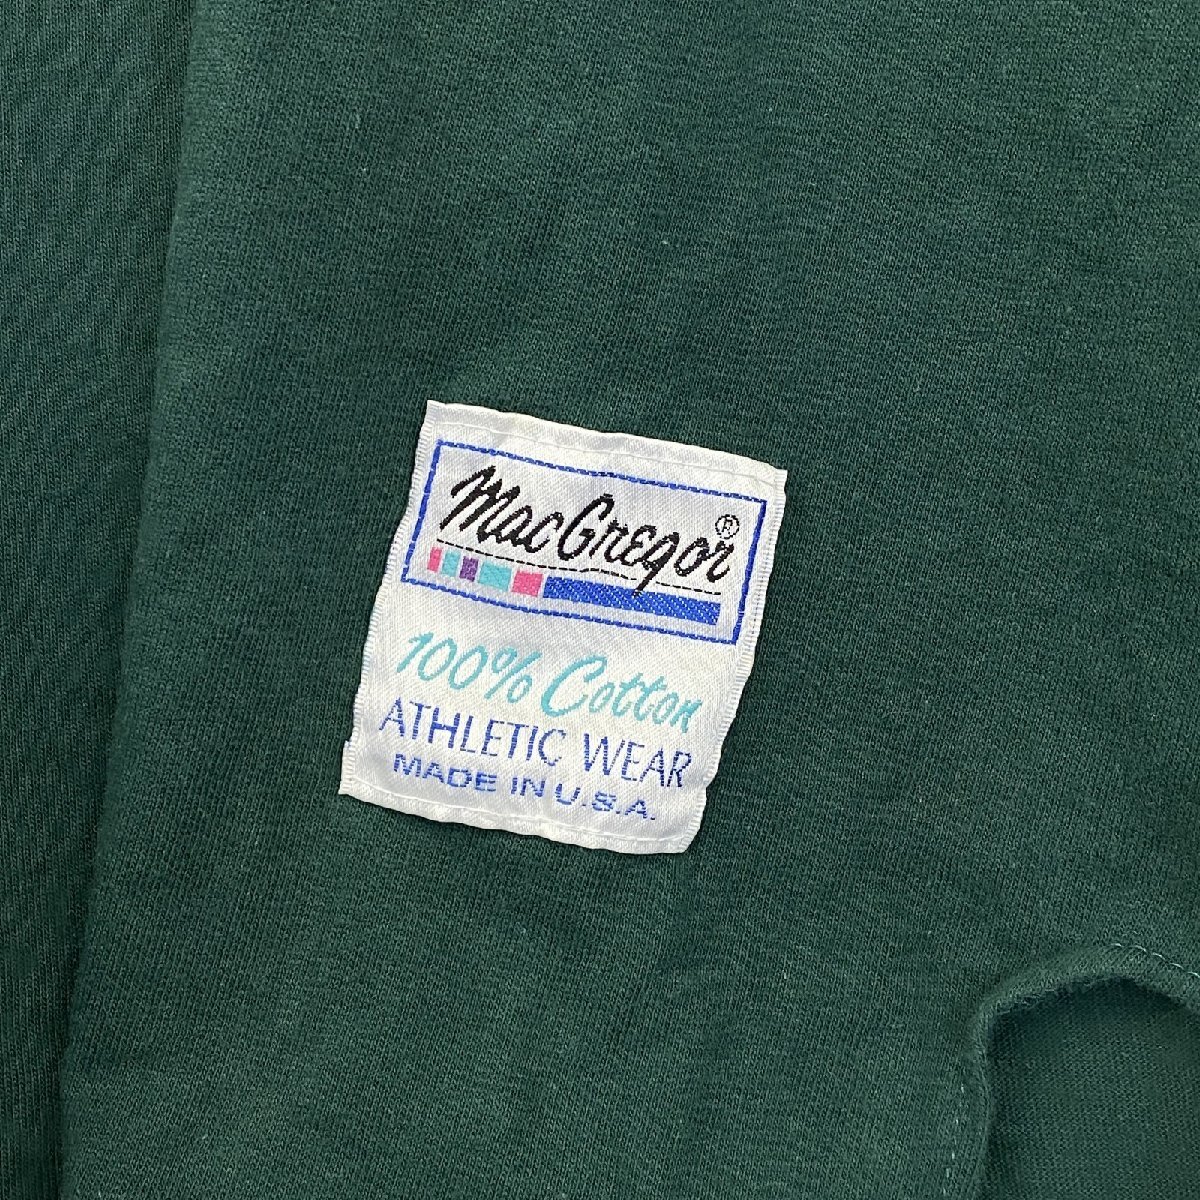 MacGregor®
100% Cotton
ATHLETIC WEAR
MADE IN U.S.A.